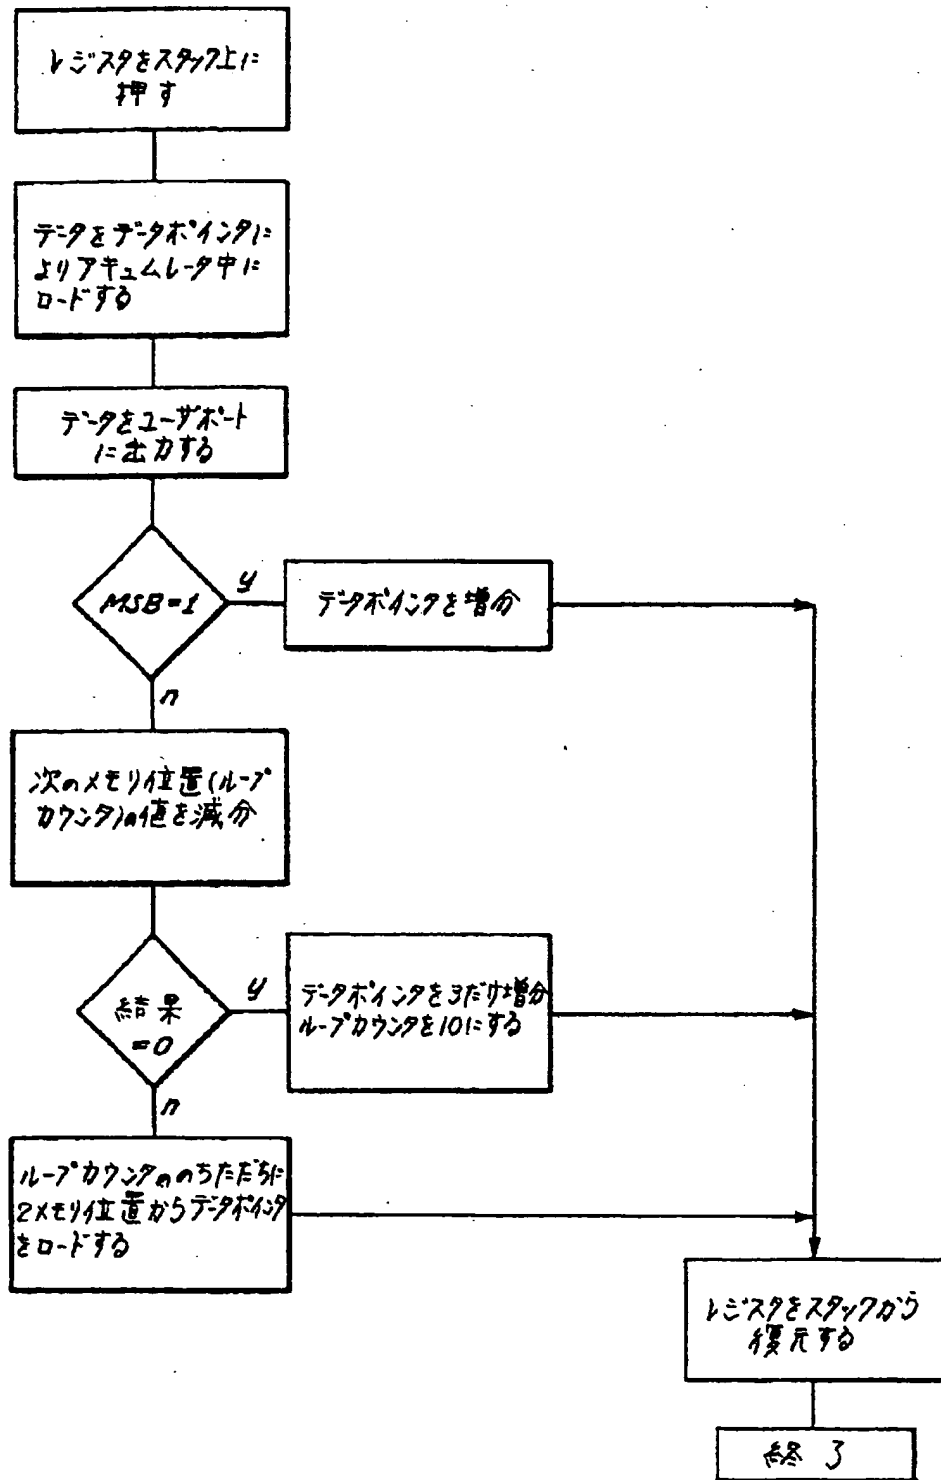 レジスタをスタック上に
押す
データをデータポインタに
よりアキュムレータ中に
ロードする
データをユーザポート
に出力する
MSB=1
y
データポインタを増分
n
次のメモリ位置(ループ
カウンタ)の値を減分
結果
=0
y
データポインタを3だけ増分
ループカウンタを10にする
n
ループカウンタののちただちに
2メモリ位置からデータポインタ
をロードする
レジスタをスタックから
復元する
終了